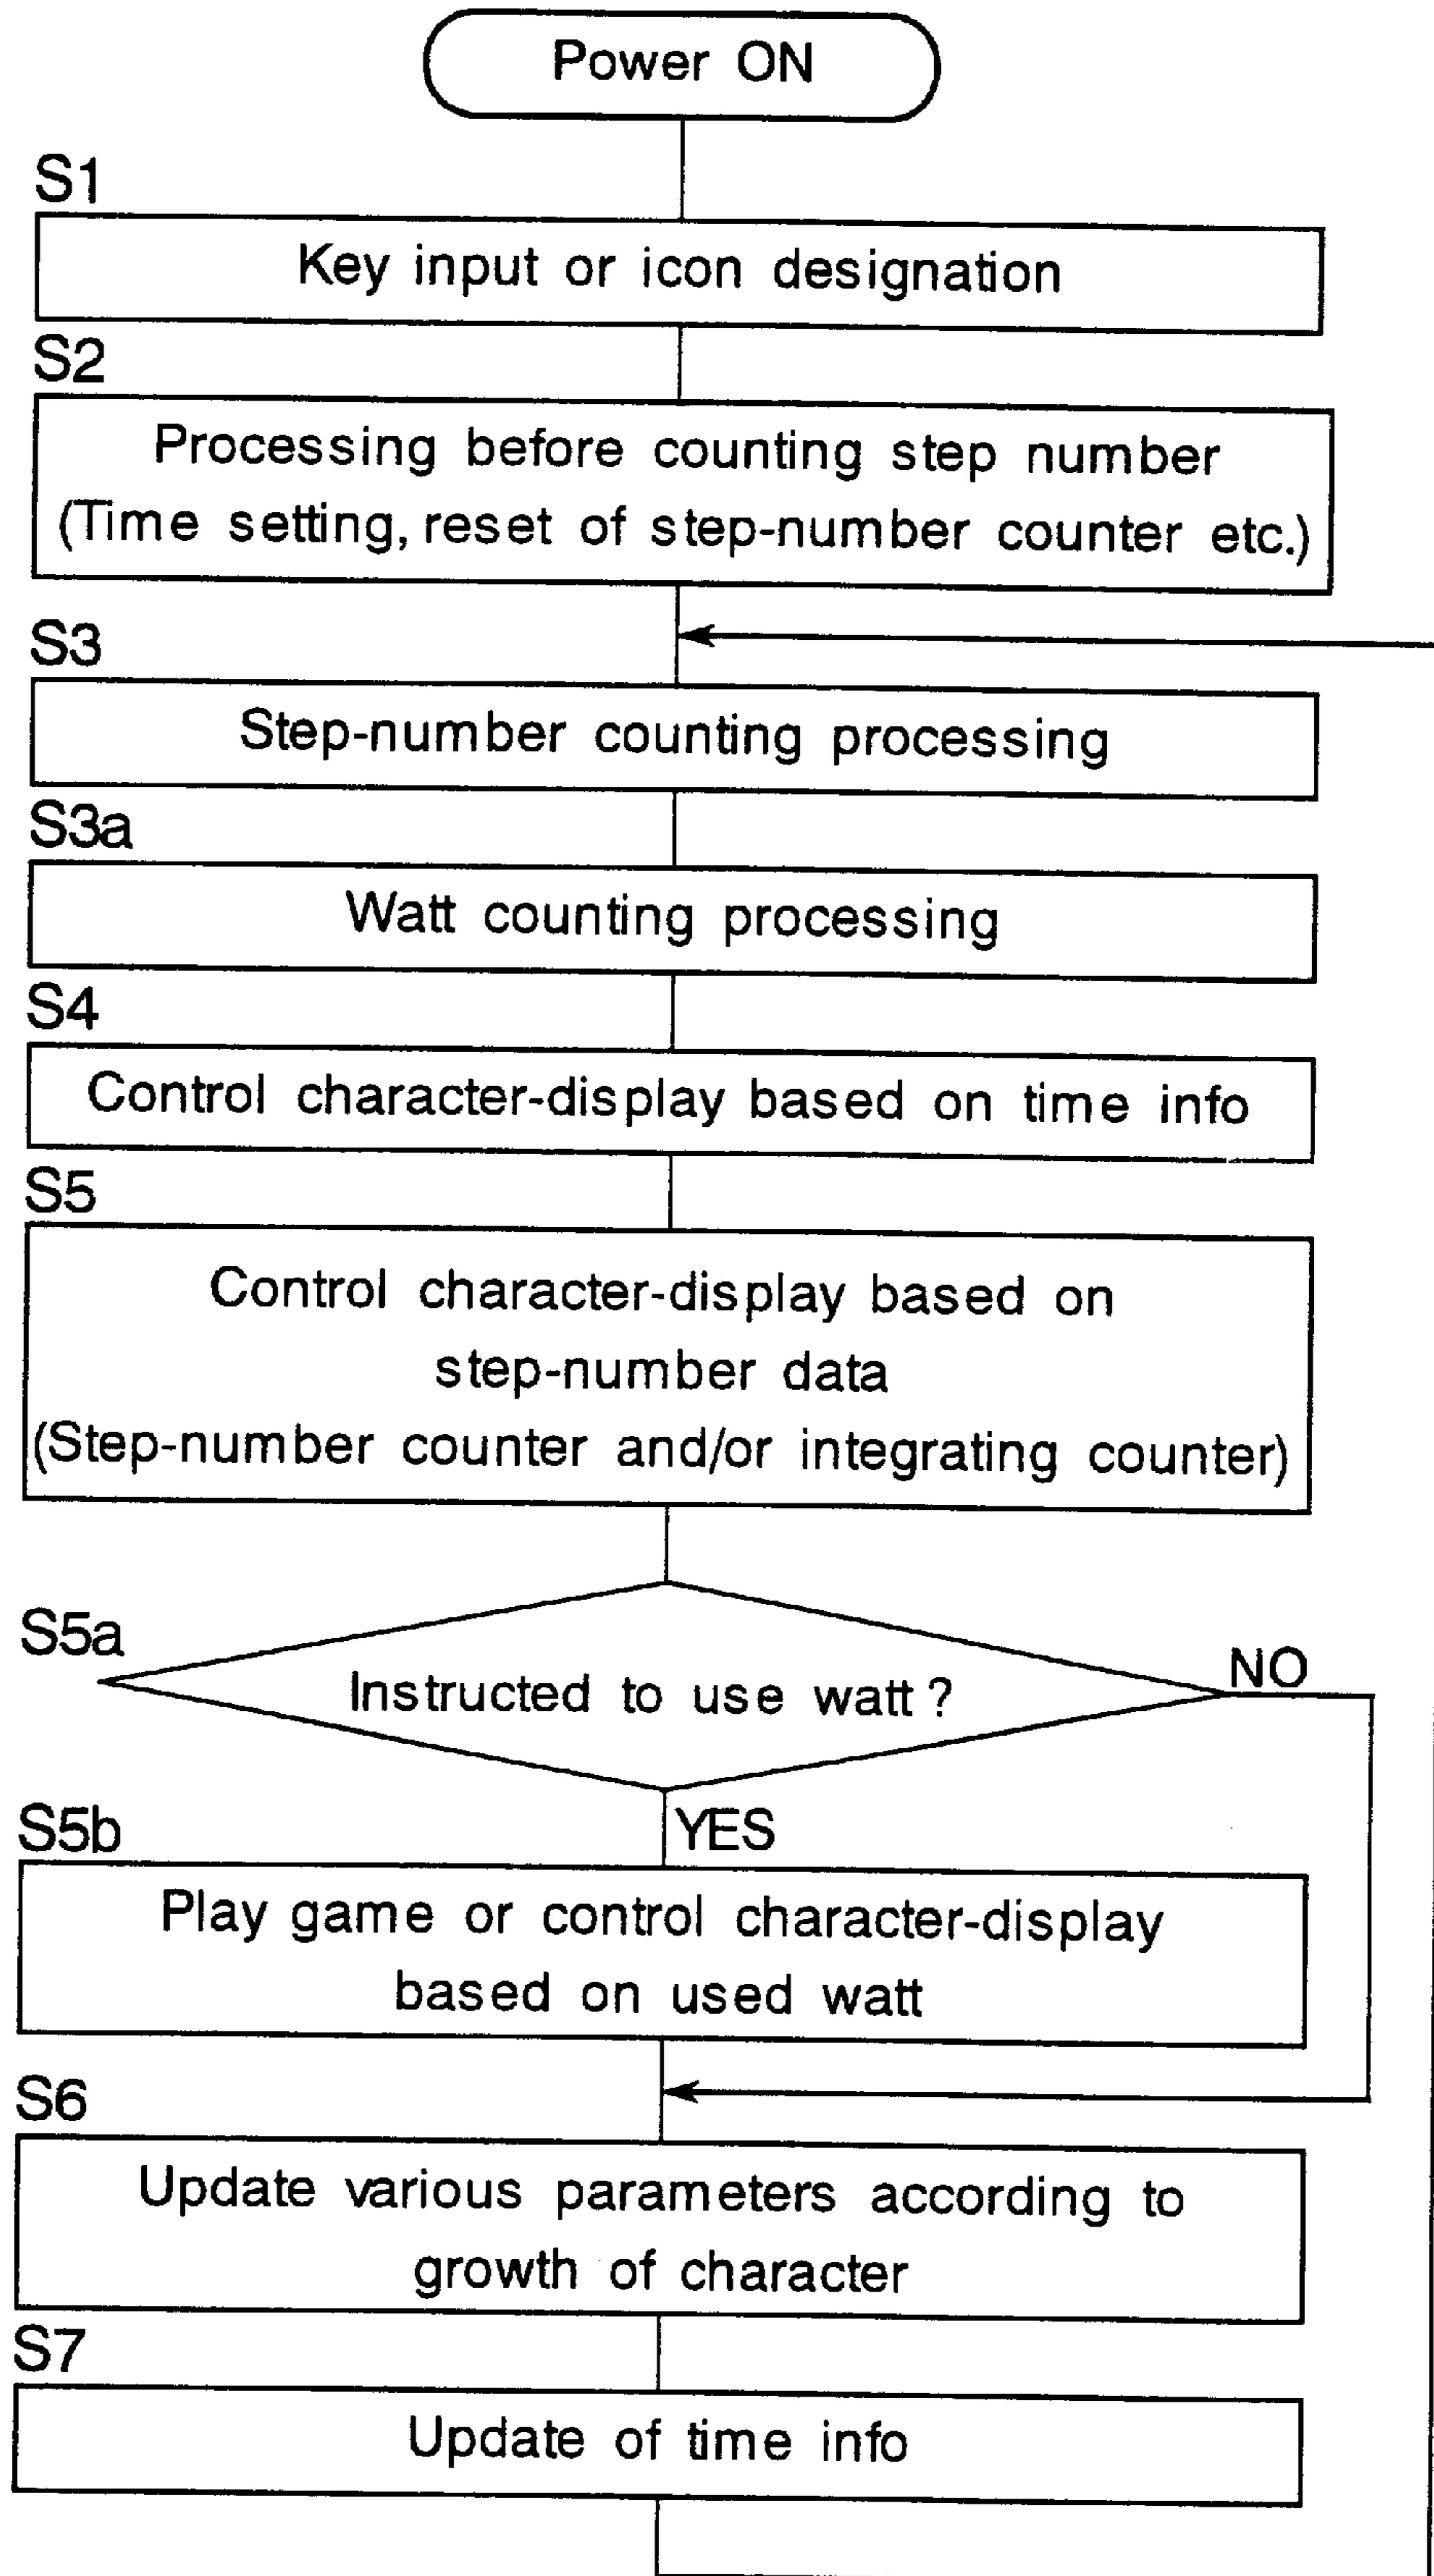 Power ON
S1
Key input or icon designation
S2
Processing before counting step number
(Time setting, reset of step-number counter etc.)
S3
Step-number counting processing
S3a
Watt counting processing
S4
Control character-display based on time info
S5
Control character-display based on
step-number data
(Step-number counter and/or integrating counter)
S5a
Instructed to use watt?
NO
YES
S5b
Play game or control character-display
based on used watt
S6
Update various parameters according to
growth of character
S7
Update of time info